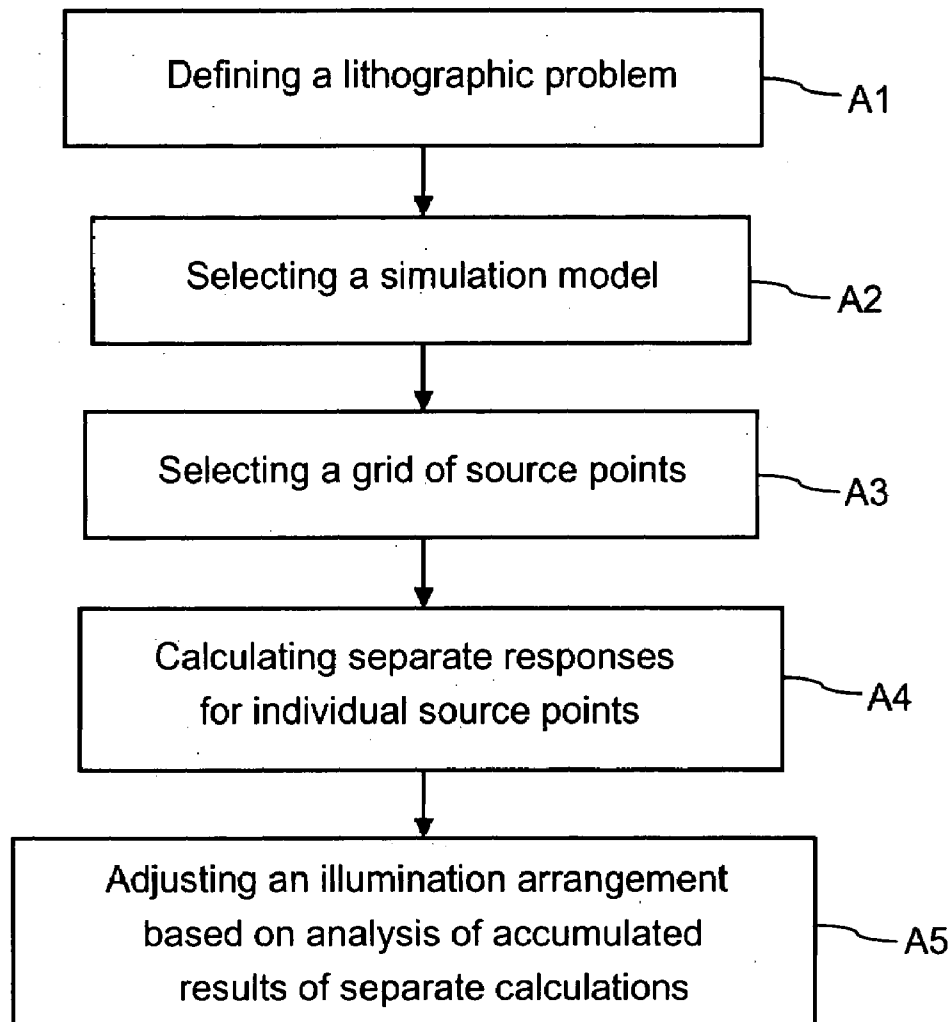 Defining a lithographic problem
A1
Selecting a simulation model
A2
Selecting a grid of source points
A3
Calculating separate responses
for individual source points
A4
Adjusting an illumination arrangement
based on analysis of accumulated
results of separate calculations
A5